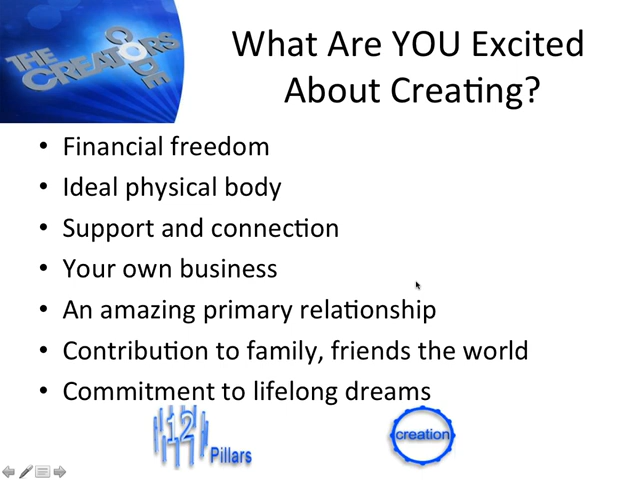 THE CREATORS CODE
What Are YOU Excited
About Creating?
• Financial freedom
• Ideal physical body
• Support and connection
• Your own business
• An amazing primary relationship
• Contribution to family, friends the world
• Commitment to lifelong dreams
12 Pillars
creation